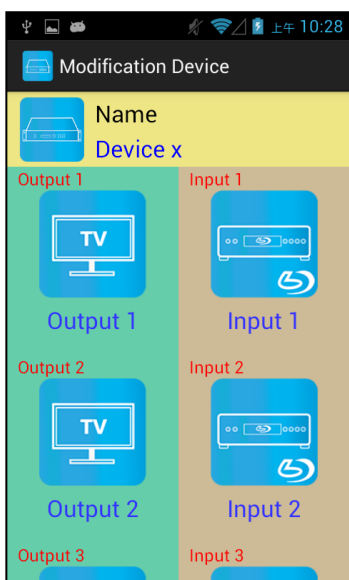 上午 10:28
Modification Device
Name
Device x
Output 1
Input 1
TV
Output 1
Input 1
Output 2
Input 2
TV
Output 2
Input 2
Output 3
Input 3